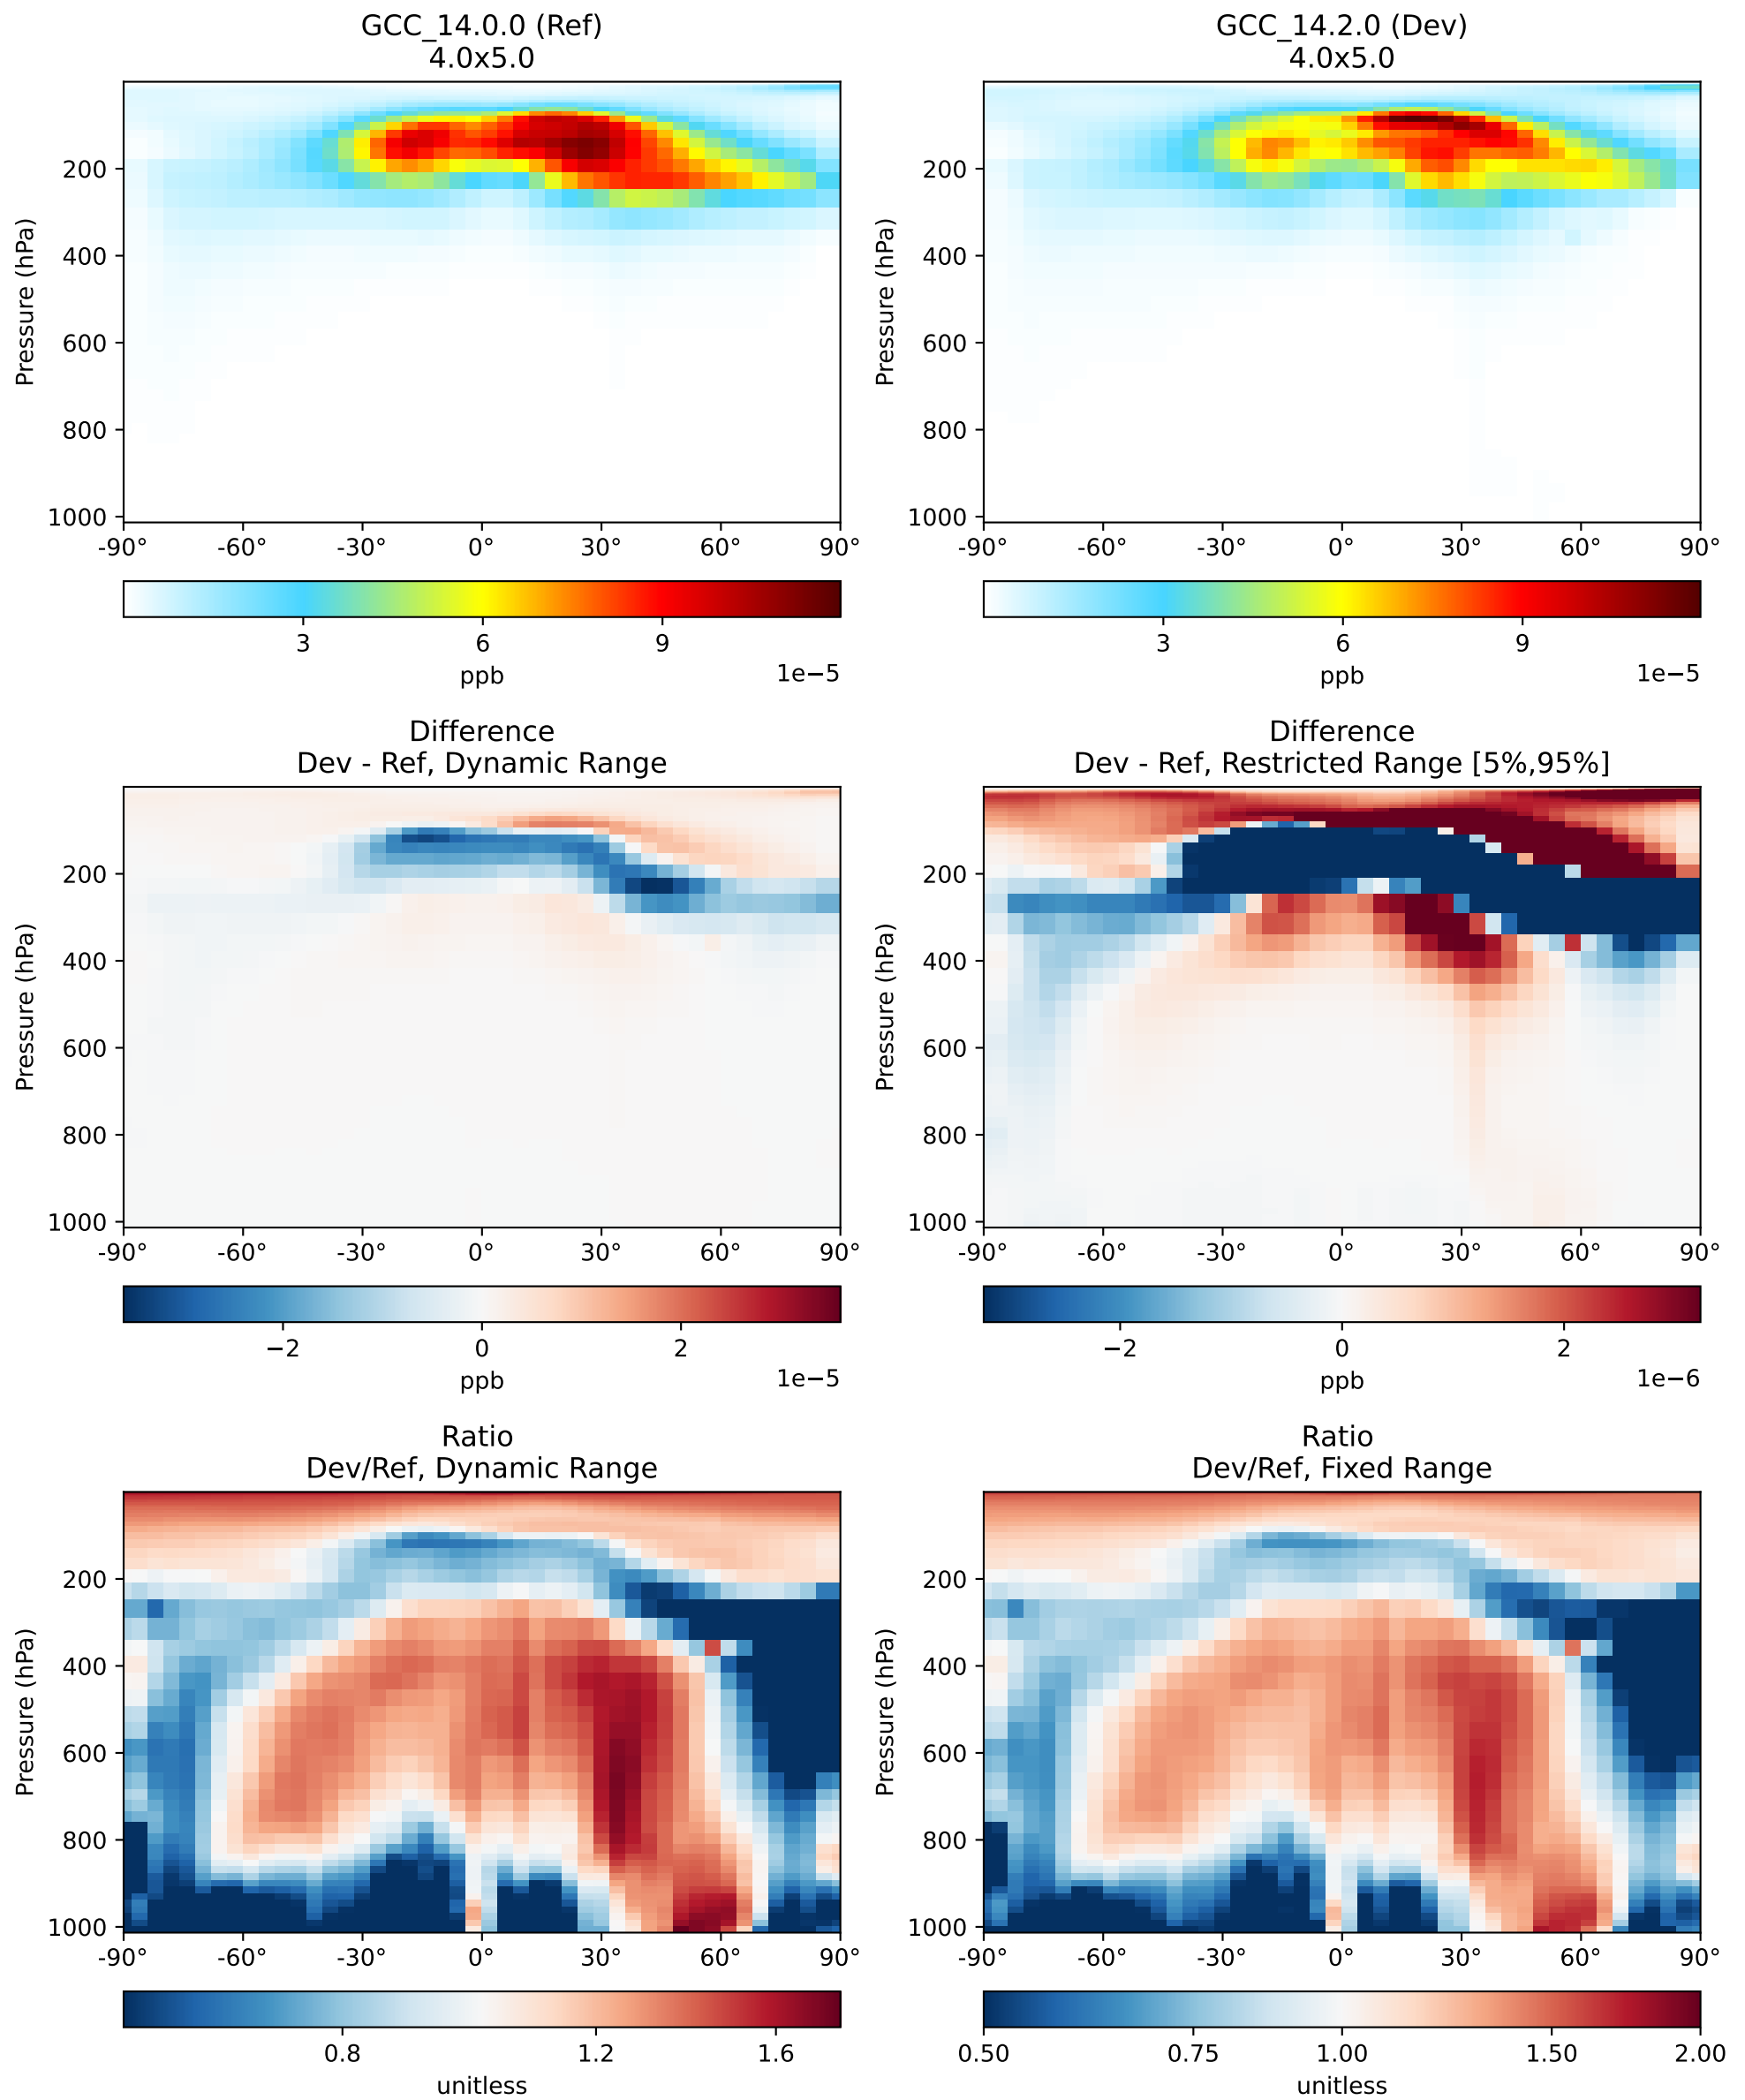 GCC_14.0.0 (Ref)
4.0x5.0
Pressure (hPa)
200
400
600
800
1000
-90° -60° -30° 0° 30° 60° 90°
3 6 9
ppb 1e−5
GCC_14.2.0 (Dev)
4.0x5.0
Pressure (hPa)
200
400
600
800
1000
-90° -60° -30° 0° 30° 60° 90°
3 6 9
ppb 1e−5
Difference
Dev - Ref, Dynamic Range
Pressure (hPa)
200
400
600
800
1000
-90° -60° -30° 0° 30° 60° 90°
−2 0 2
ppb 1e−5
Difference
Dev - Ref, Restricted Range [5%,95%]
Pressure (hPa)
200
400
600
800
1000
-90° -60° -30° 0° 30° 60° 90°
−2 0 2
ppb 1e−6
Ratio
Dev/Ref, Dynamic Range
Pressure (hPa)
200
400
600
800
1000
-90° -60° -30° 0° 30° 60° 90°
0.8 1.2 1.6
unitless
Ratio
Dev/Ref, Fixed Range
Pressure (hPa)
200
400
600
800
1000
-90° -60° -30° 0° 30° 60° 90°
0.50 0.75 1.00 1.50 2.00
unitless